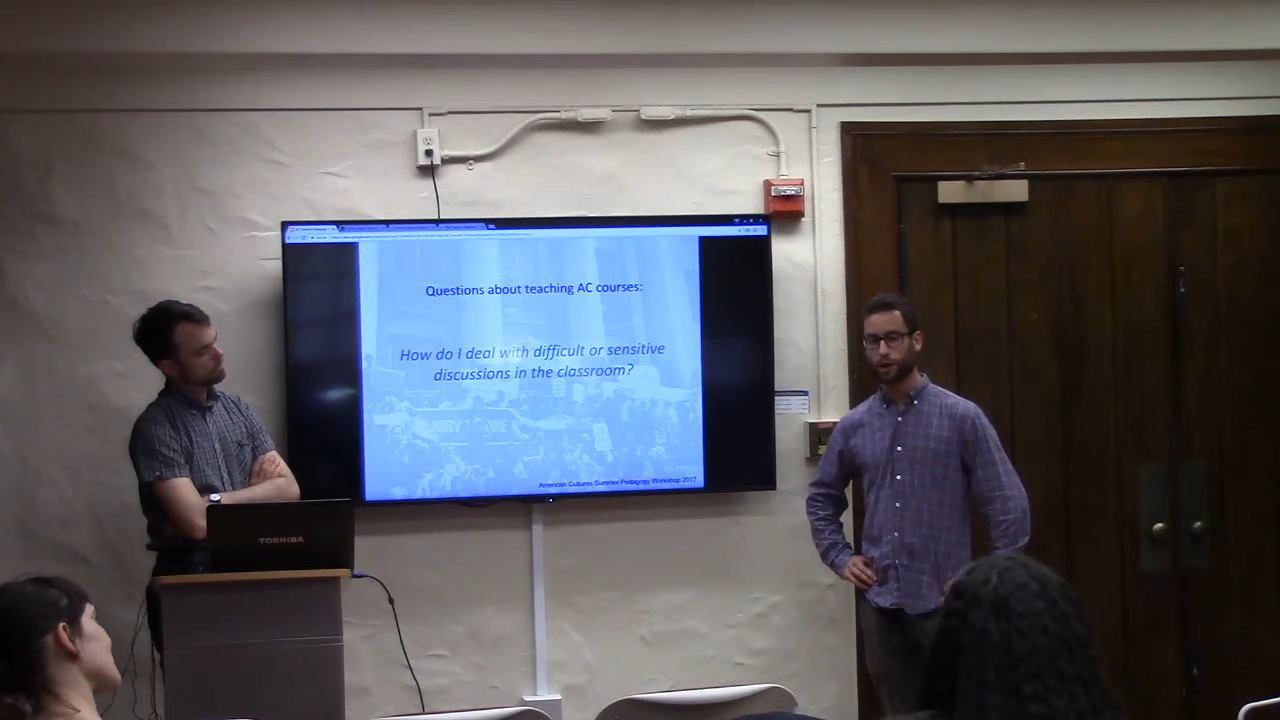 Questions about teaching AC courses:
How do I deal with difficult or sensitive
discussions in the classroom?
American Cultures Summer Pedagogy Workshop 2017
TOSHIBA